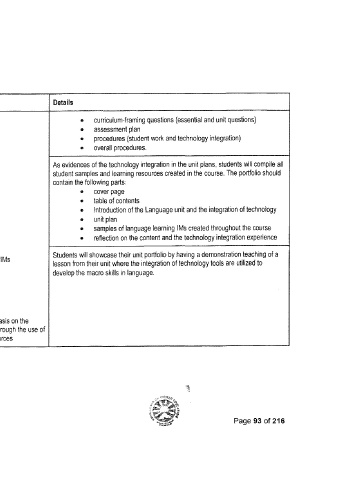 Details
• curriculum-framing questions (essential and unit questions)
• assessment plan
• procedures (student work and technology integration)
• overall procedures.
As evidences of the technology integration in the unit plans, students will compile all
student samples and learning resources created in the course. The portfolio should
contain the following parts:
• cover page
• table of contents
• Introduction of the Language unit and the integration of technology
• unit plan
• samples of language learning IMs created throughout the course
• reflection on the content and the technology integration experience
IMs
Students will showcase their unit portfolio by having a demonstration teaching of a
lesson from their unit where the integration of technology tools are utilized to
develop the macro skills in language.
asis on the
rough the use of
urces
Page 93 of 216